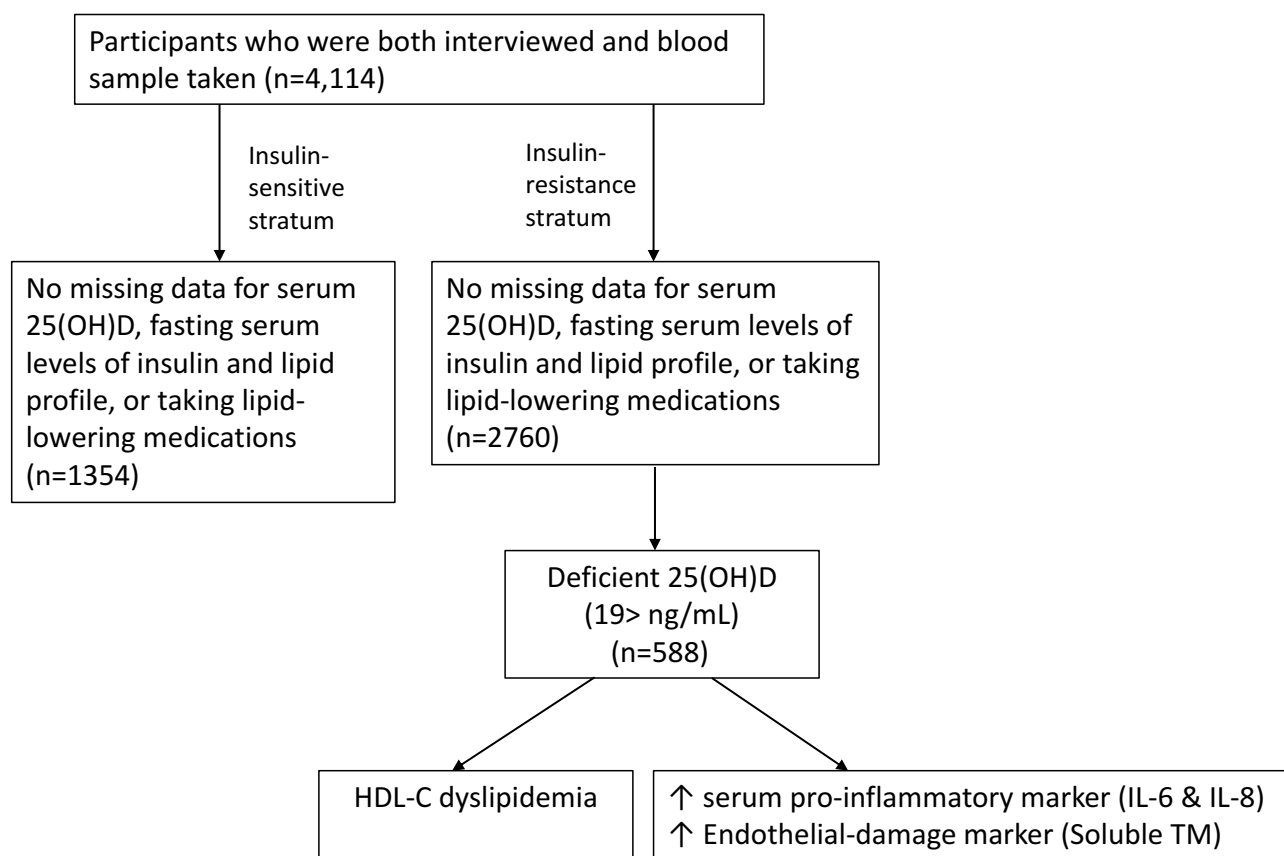 Participants who were both interviewed and blood
sample taken (n=4,114)
Insulin-
sensitive
stratum
Insulin-
resistance
stratum
No missing data for serum
25(OH)D, fasting serum
levels of insulin and lipid
profile, or taking lipid-
lowering medications
(n=1354)
No missing data for serum
25(OH)D, fasting serum levels of
insulin and lipid profile, or taking
lipid-lowering medications
(n=2760)
Deficient 25(OH)D
(19> ng/mL)
(n=588)
HDL-C dyslipidemia
↑ serum pro-inflammatory marker (IL-6 & IL-8)
↑ Endothelial-damage marker (Soluble TM)